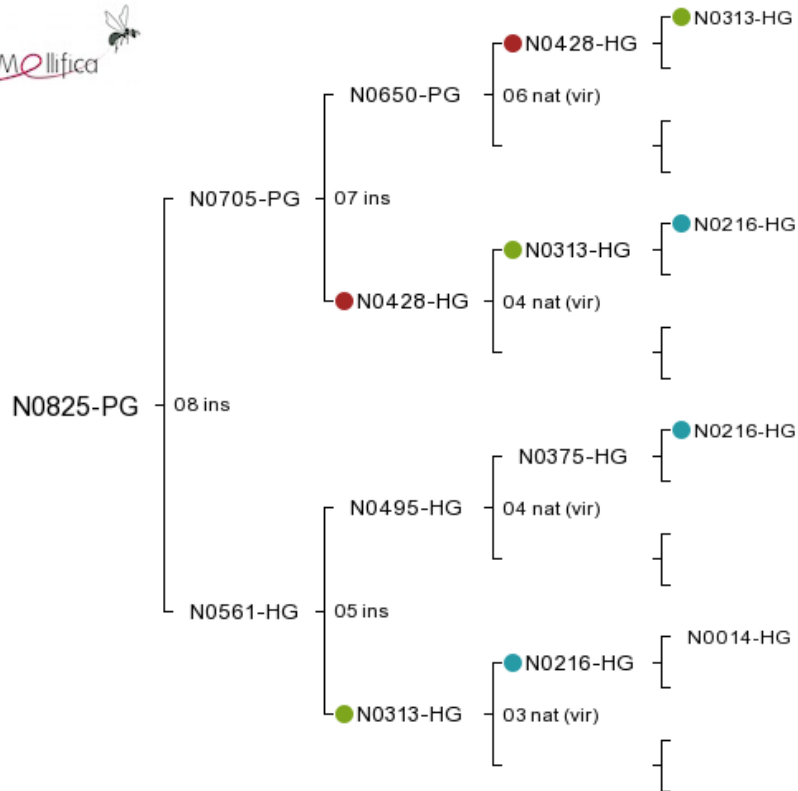 Mellifica
N0313-HG
N0428-HG
N0650-PG
06 nat (vir)
N0705-PG
07 ins
N0216-HG
N0313-HG
N0428-HG
04 nat (vir)
N0825-PG
08 ins
N0216-HG
N0375-HG
N0495-HG
04 nat (vir)
N0561-HG
05 ins
N0014-HG
N0216-HG
N0313-HG
03 nat (vir)